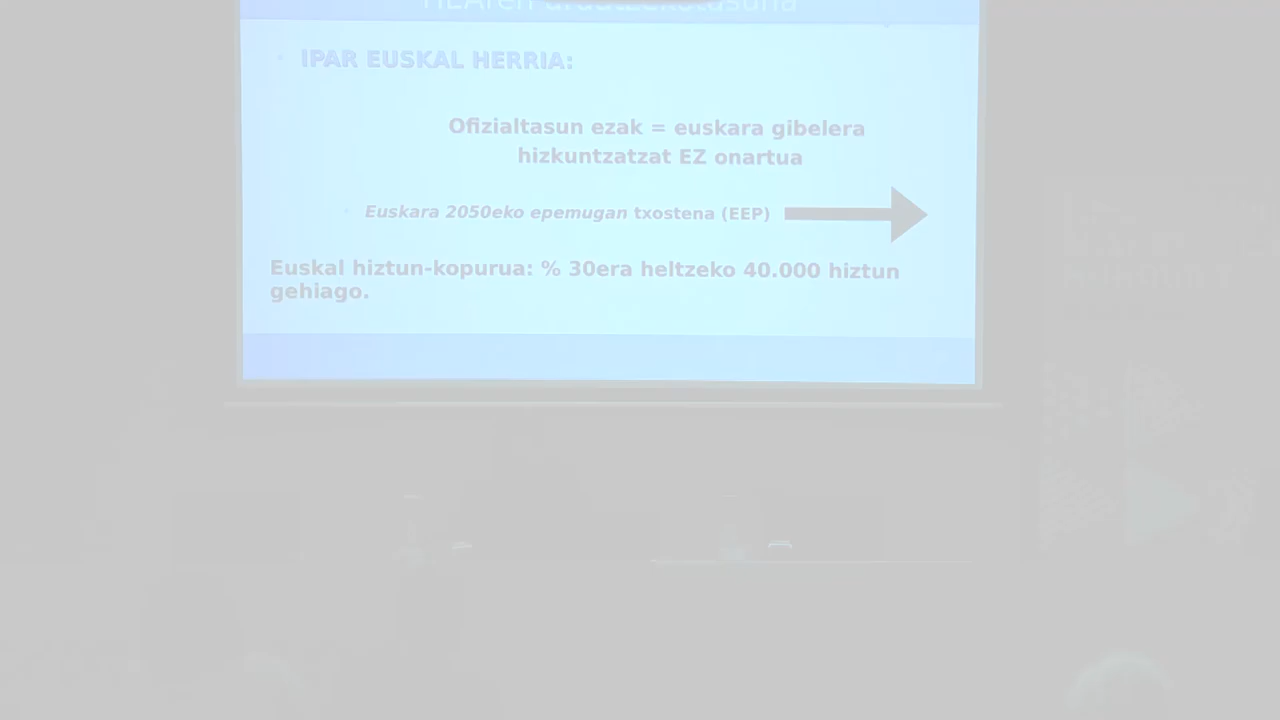 IPAR EUSKAL HERRIA:
Ofizialtasun ezak = euskara gibelera
hizkuntzatzat EZ onartua
Euskara 2050eko epemugan txostena (EEP)
Euskal hiztun-kopurua: % 30era heltzeko 40.000 hiztun
gehiago.